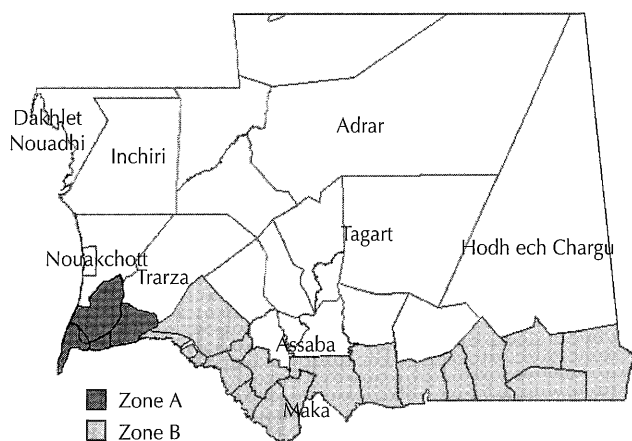 Dakhlet
Nouadhi
Adrar
Inchiri
Nouakchott
Tagart
Hodh ech Chargu
Trarza
Assaba
Maka
Zone A
Zone B